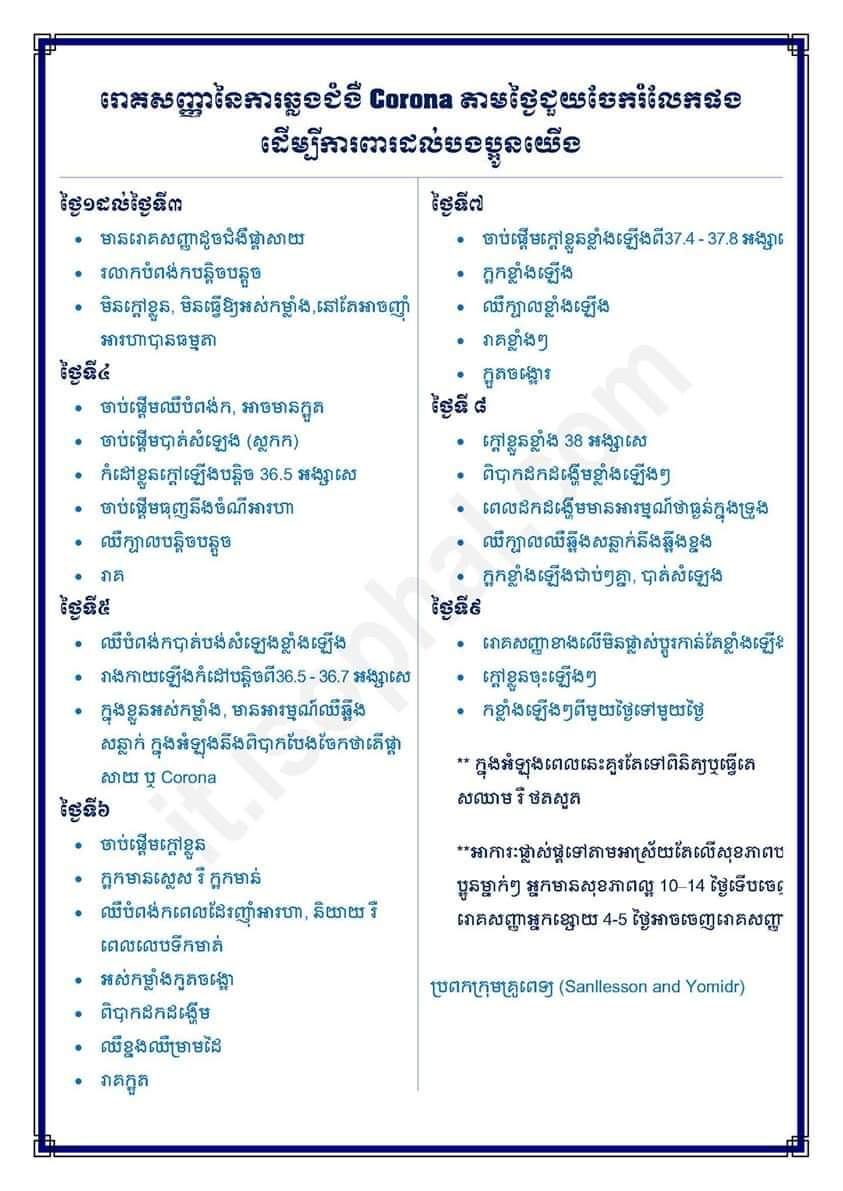 រោគសញ្ញានៃការឆ្លងជំងឺ Corona តាមថ្ងៃជួយចែករំលែកផង
ដើម្បីការពារដល់បងប្អូនយើង
ថ្ងៃ១ដល់ថ្ងៃទី៣
មានរោគសញ្ញាដូចជំងឺផ្តាសាយ
រលាកបំពង់កបន្តិចបន្តួច
មិនក្តៅខ្លួន, មិនធ្វើឱ្យអស់កម្លាំង,នៅតែអាចញ៉ាំ
អារហាបានធម្មតា
ថ្ងៃទី៤
ចាប់ផ្តើមឈឺបំពង់ក, អាចមានក្អួត
ចាប់ផ្តើមបាត់សំឡេង (ស្អកក)
កំដៅខ្លួនក្តៅឡើងបន្តិច 36.5 អង្សាសេ
ចាប់ផ្តើមធុញនឹងចំណីអារហា
ឈឺក្បាលបន្តិចបន្តួច
រាគ
ថ្ងៃទី៥
ឈឺបំពង់កបាត់បង់សំឡេងខ្លាំងឡើង
រាងកាយឡើងកំដៅបន្តិចពី36.5 - 36.7 អង្សាសេ
ក្នុងខ្លួនអស់កម្លាំង, មានអារម្មណ៍ឈឺឆ្អឹង
សន្លាក់ ក្នុងអំឡុងនឹងពិបាកបែងចែកថាតើផ្តា
សាយ ឬ Corona
ថ្ងៃទី៦
ចាប់ផ្តើមក្តៅខ្លួន
ក្អកមានស្លេស រឺ ក្អកមាន់
ឈឺបំពង់កពេលដែរញ៉ាំអារហា, និយាយ រឺ
ពេលលេបទឹកមាត់
អស់កម្លាំងក្អួតចង្អោ
ពិបាកដកដង្ហើម
ឈឺខ្នងឈឺម្រាមដៃ
រាគក្អួត
ថ្ងៃទី៧
ចាប់ផ្តើមក្តៅខ្លួនខ្លាំងឡើងពី37.4 - 37.8 អង្សាសេ
ក្អកខ្លាំងឡើង
ឈឺក្បាលខ្លាំងឡើង
រាគខ្លាំងៗ
ក្អួតចង្អោរ
ថ្ងៃទី ៨
ក្តៅខ្លួនខ្លាំង 38 អង្សាសេ
ពិបាកដកដង្ហើមខ្លាំងឡើងៗ
ពេលដកដង្ហើមមានអារម្មណ៍ថាធ្ងន់ក្នុងទ្រូង
ឈឺក្បាលឈឺឆ្អឹងសន្លាក់នឹងឆ្អឹងខ្នង
ក្អកខ្លាំងឡើងជាប់ៗគ្នា, បាត់សំឡេង
ថ្ងៃទី៩
រោគសញ្ញាខាងលើមិនផ្លាស់ប្តូរកាន់តែខ្លាំងឡើង
ក្តៅខ្លួនចុះឡើងៗ
កខ្លាំងឡើងៗពីមួយថ្ងៃទៅមួយថ្ងៃ
** ក្នុងអំឡុងពេលនេះគួរតែទៅពិនិត្យឬធ្វើតេ
សឈាម រឺ ថតសួត
**អាការៈផ្លាស់ផ្តូទៅតាមអាស្រ័យតែលើសុខភាព
ប្អូនម្នាក់ៗ អ្នកមានសុខភាពល្អ 10–14 ថ្ងៃទើបចេញ
រោគសញ្ញាអ្នកខ្សោយ 4-5 ថ្ងៃអាចចេញរោគសញ្ញា
ប្រពកក្រុមគ្រូពេទ្យ (Sanllesson and Yomidr)
it.isophal.com